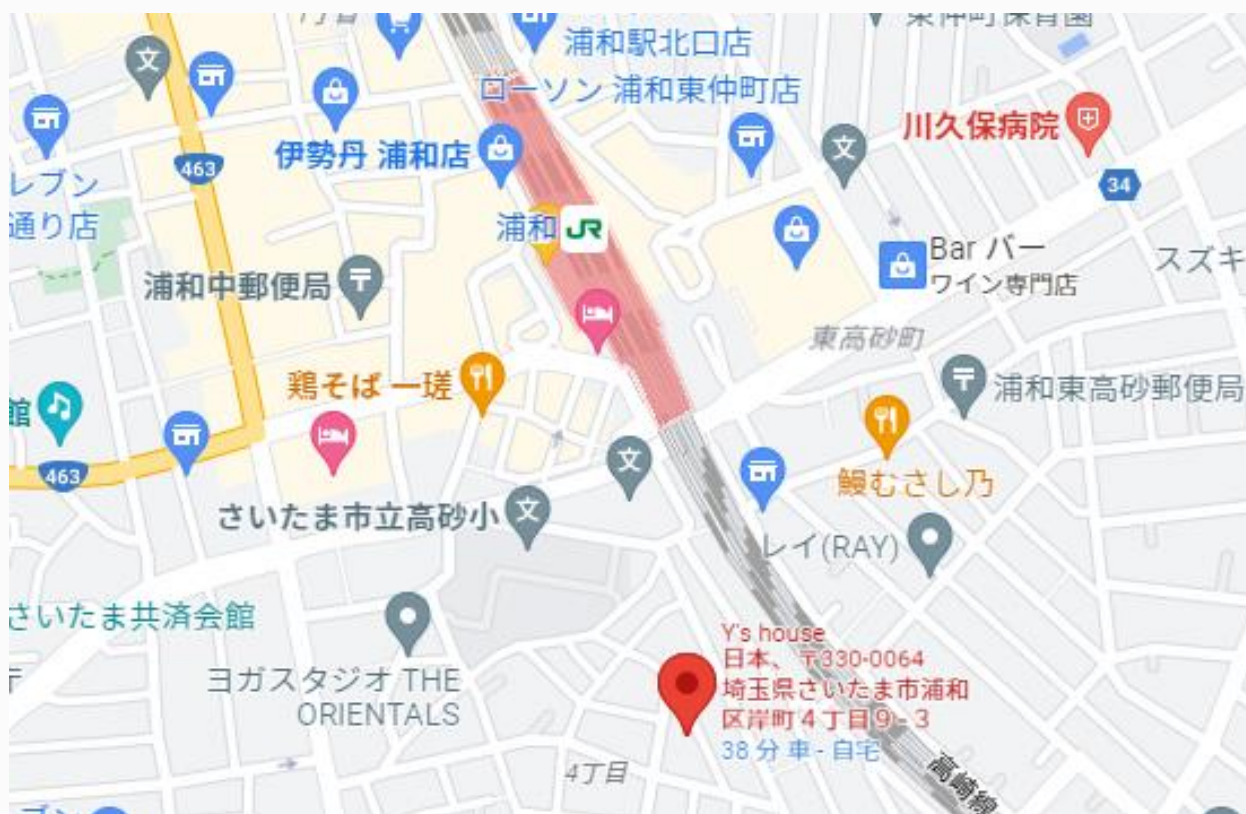 1丁目
東仲町保育園
浦和駅北口店
ローソン 浦和東仲町店
川久保病院
伊勢丹 浦和店
463
34
レブン
通り店
浦和
JR
Bar バー
ワイン専門店
スズキ
浦和中郵便局
東高砂町
鶏そば 一瑳
浦和東高砂郵便局
館
463
鰻むさし乃
さいたま市立高砂小
レイ(RAY)
さいたま共済会館
Y's house
日本、〒330-0064
埼玉県さいたま市浦和
区岸町4丁目9-3
38 分 車 - 自宅
ヨガスタジオ THE
ORIENTALS
4丁目
高崎線
ブン